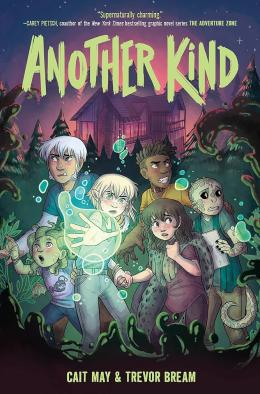 "Supernaturally charming."
—CAREY PIETSCH, coauthor of the New York Times bestselling graphic novel series THE ADVENTURE ZONE
ANOTHER KIND
CAIT MAY & TREVOR BREAM